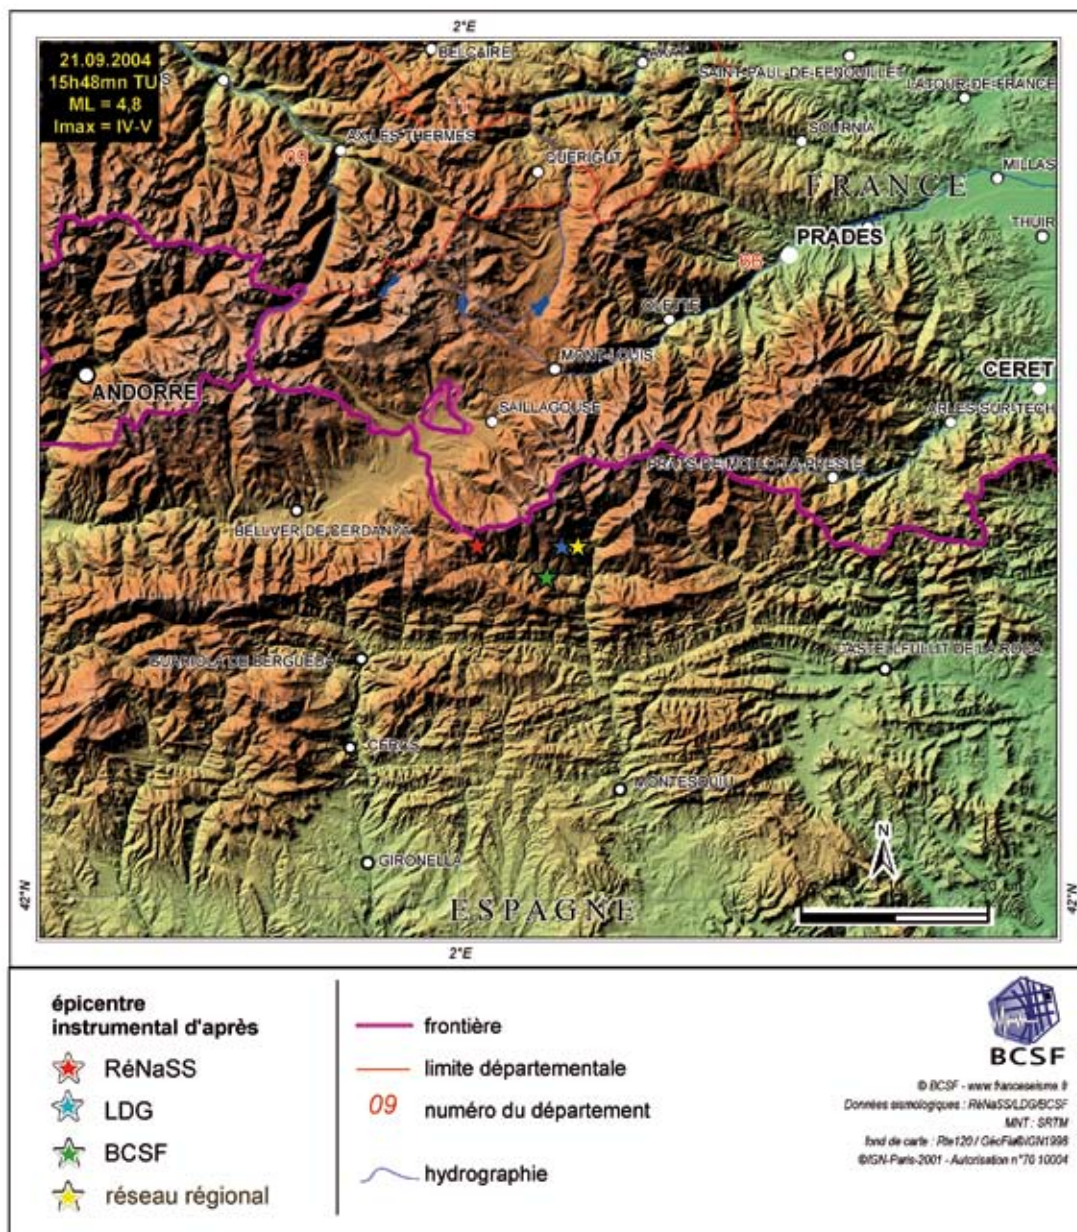 2°E
21.09.2004
15h48mn TU
ML = 4,8
Imax = IV-V
BELCAIRE
SAINT-PAUL-DE-FENOUILLET
LATOUR-DE-FRANCE
11
AX-LES-THERMES
SOURNIA
09
QUERIGUT
MILLAS
FRANCE
THUIR
PRADES
66
OLETTE
MONT-LOUIS
ANDORRE
CERET
SAILLAGOUSE
ARLES-SUR-TECH
PRATS-DE-MOLLO-LA-PRESTE
BELLVER DE CERDANYA
CASTELLFULLIT DE LA ROCA
CERCS
MONTESQUIU
GIRONELLA
N
42°N
ESPAGNE
20 km
42°N
2°E
épicentre
instrumental d'après
RéNaSS
LDG
BCSF
réseau régional
frontière
limite départementale
09 numéro du département
hydrographie
BCSF
© BCSF - www.franceseisme.fr
Données sismologiques : RéNaSS/LDG/BCSF
MNT : SRTM
fond de carte : Rte120 / GéoFla®IGN1998
©IGN-Paris-2001 - Autorisation n°70 10004